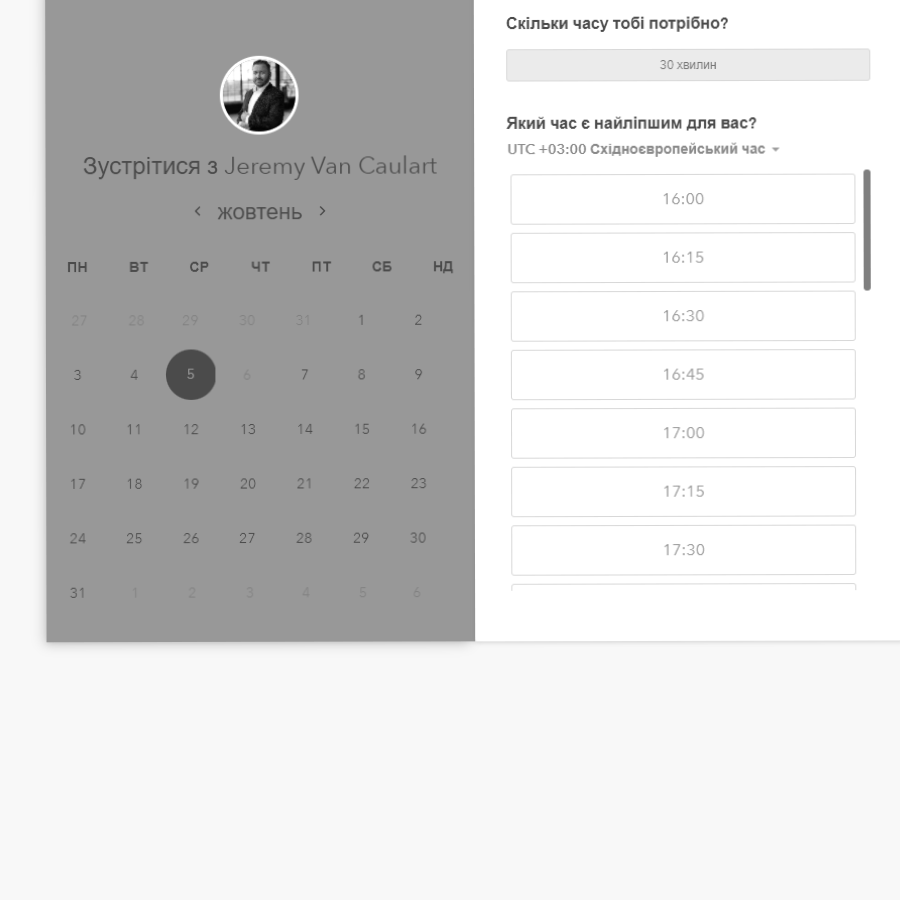 Зустрітися з Jeremy Van Caulart
жовтень
ПН ВТ СР ЧТ ПТ СБ НД
27 28 29 30 31 1 2
3 4 5 6 7 8 9
10 11 12 13 14 15 16
17 18 19 20 21 22 23
24 25 26 27 28 29 30
31 1 2 3 4 5 6
Скільки часу тобі потрібно?
30 хвилин
Який час є найліпшим для вас?
UTC +03:00 Східноєвропейський час
16:00
16:15
16:30
16:45
17:00
17:15
17:30